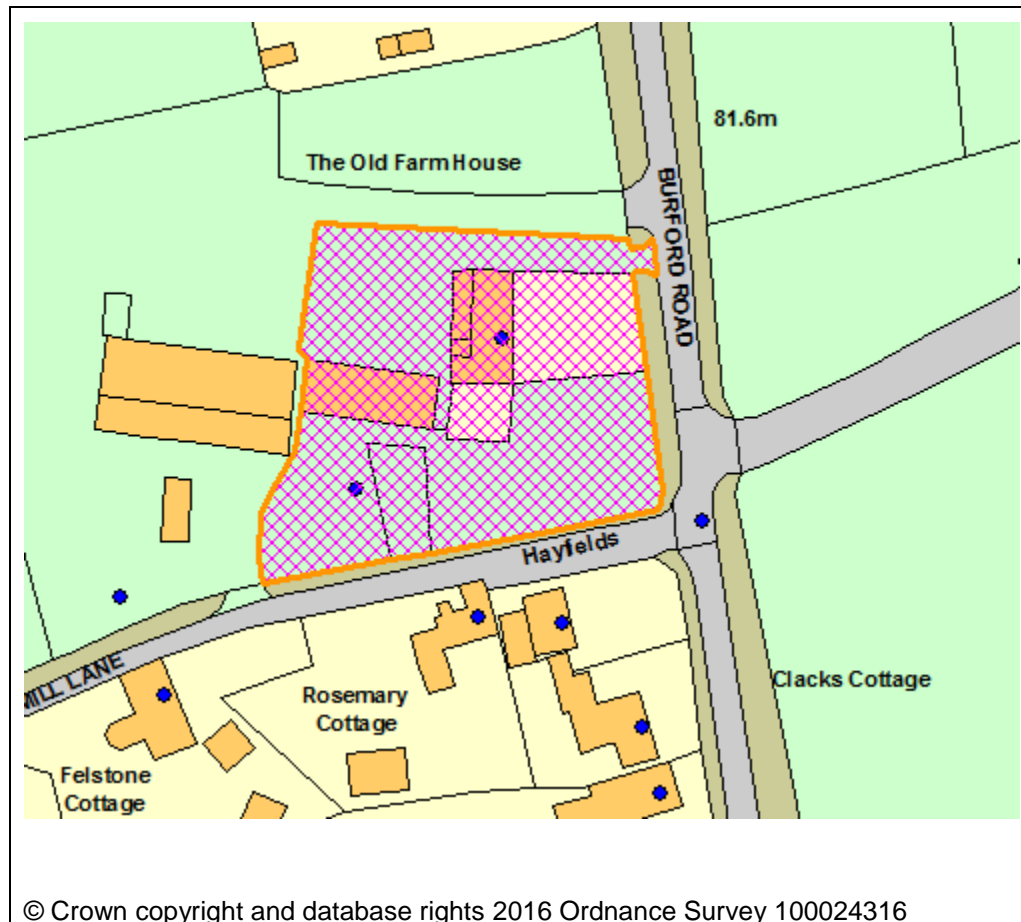 81.6m
The Old Farm House
BURFORD ROAD
Hayfields
MILL LANE
Rosemary
Cottage
Clacks Cottage
Felstone
Cottage
© Crown copyright and database rights 2016 Ordnance Survey 100024316